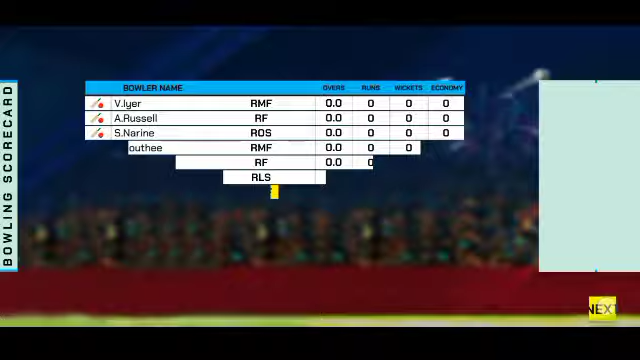 BOWLING SCORECARD
BOWLER NAME OVERS RUNS WICKETS ECONOMY
V.Iyer RMF 0.0 0 0 0
A.Russell RF 0.0 0 0 0
S.Narine ROS 0.0 0 0 0
outhee RMF 0.0 0 0
RF 0.0 0
RLS
NEXT